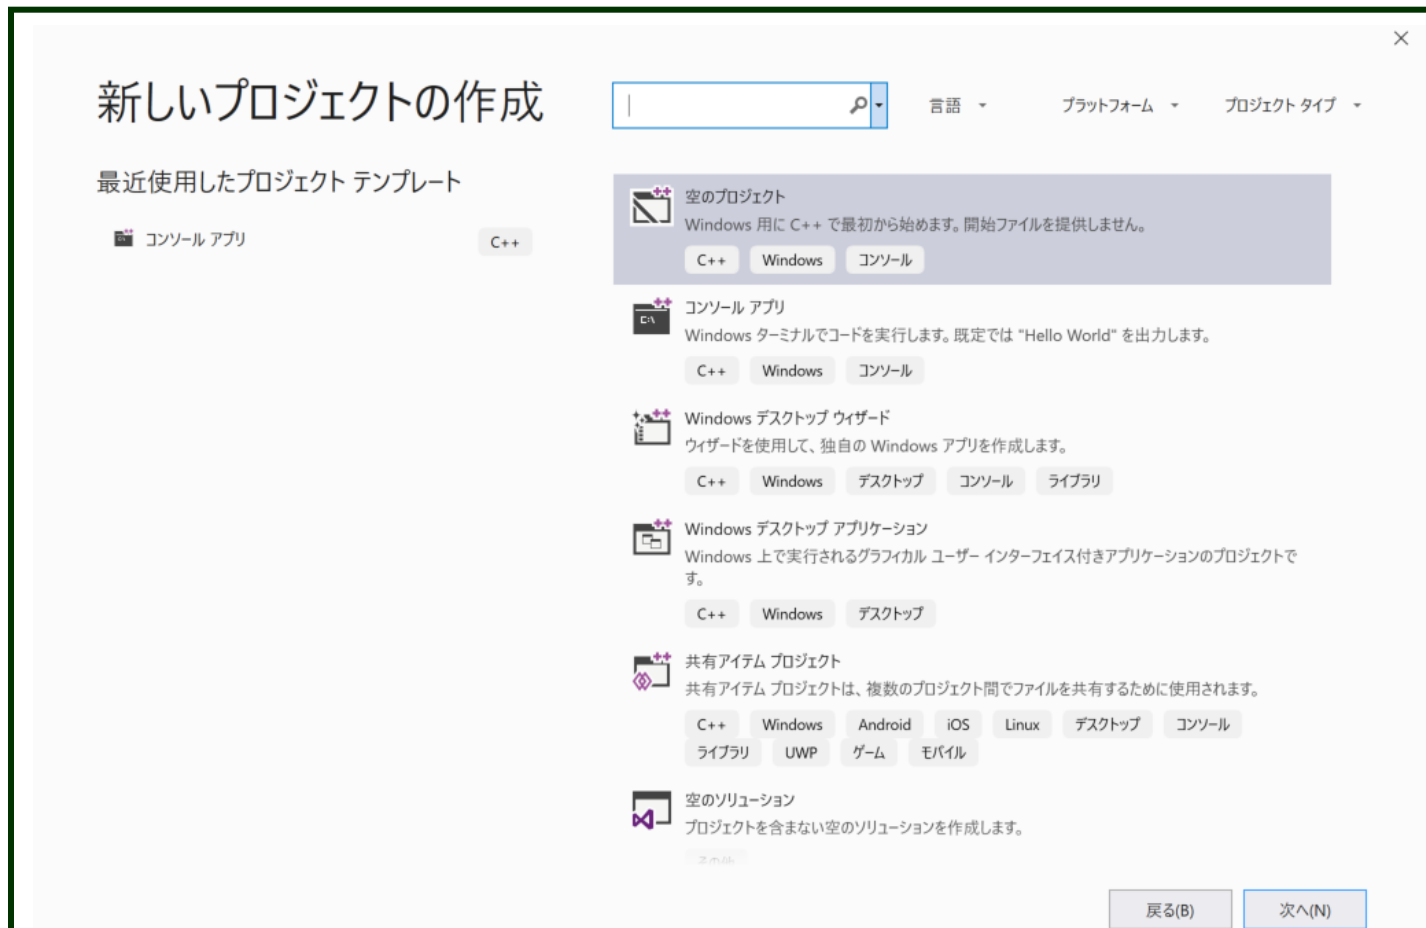 新しいプロジェクトの作成
言語
プラットフォーム
プロジェクト タイプ
最近使用したプロジェクト テンプレート
コンソール アプリ
C++
空のプロジェクト
Windows 用に C++ で最初から始めます。開始ファイルを提供しません。
C++ Windows コンソール
コンソール アプリ
Windows ターミナルでコードを実行します。既定では "Hello World" を出力します。
C++ Windows コンソール
Windows デスクトップ ウィザード
ウィザードを使用して、独自の Windows アプリを作成します。
C++ Windows デスクトップ コンソール ライブラリ
Windows デスクトップ アプリケーション
Windows 上で実行されるグラフィカル ユーザー インターフェイス付きアプリケーションのプロジェクトで
す。
C++ Windows デスクトップ
共有アイテム プロジェクト
共有アイテム プロジェクトは、複数のプロジェクト間でファイルを共有するために使用されます。
C++ Windows Android iOS Linux デスクトップ コンソール
ライブラリ UWP ゲーム モバイル
空のソリューション
プロジェクトを含まない空のソリューションを作成します。
その他
戻る(B)
次へ(N)